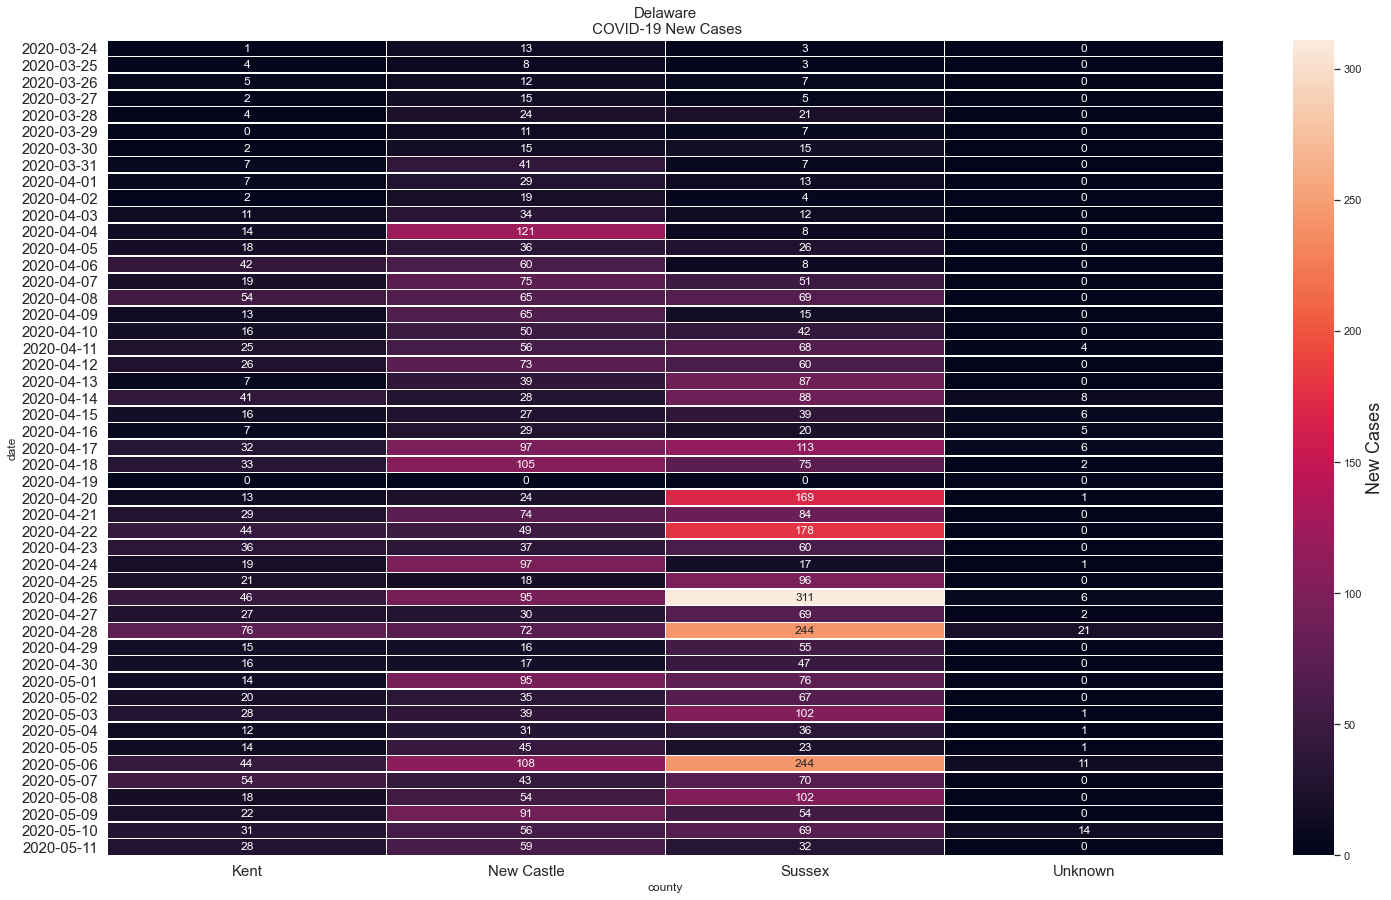 Delaware
COVID-19 New Cases
2020-03-24 1 13 3 0
2020-03-25 4 8 3 0
2020-03-26 5 12 7 0
2020-03-27 2 15 5 0
2020-03-28 4 24 21 0
2020-03-29 0 11 7 0
2020-03-30 2 15 15 0
2020-03-31 7 41 7 0
2020-04-01 7 29 13 0
2020-04-02 2 19 4 0
2020-04-03 11 34 12 0
2020-04-04 14 121 8 0
2020-04-05 18 36 26 0
2020-04-06 42 60 8 0
2020-04-07 19 75 51 0
2020-04-08 54 65 69 0
2020-04-09 13 65 15 0
2020-04-10 16 50 42 0
2020-04-11 25 56 68 4
2020-04-12 26 73 60 0
2020-04-13 7 39 87 0
2020-04-14 41 28 88 8
2020-04-15 16 27 39 6
2020-04-16 7 29 20 5
2020-04-17 32 97 113 6
2020-04-18 33 105 75 2
2020-04-19 0 0 0 0
2020-04-20 13 24 169 1
2020-04-21 29 74 84 0
2020-04-22 44 49 178 0
2020-04-23 36 37 60 0
2020-04-24 19 97 17 1
2020-04-25 21 18 96 0
2020-04-26 46 95 311 6
2020-04-27 27 30 69 2
2020-04-28 76 72 244 21
2020-04-29 15 16 55 0
2020-04-30 16 17 47 0
2020-05-01 14 95 76 0
2020-05-02 20 35 67 0
2020-05-03 28 39 102 1
2020-05-04 12 31 36 1
2020-05-05 14 45 23 1
2020-05-06 44 108 244 11
2020-05-07 54 43 70 0
2020-05-08 18 54 102 0
2020-05-09 22 91 54 0
2020-05-10 31 56 69 14
2020-05-11 28 59 32 0
Kent New Castle Sussex Unknown
county
date
300
250
200
150
100
50
0
New Cases